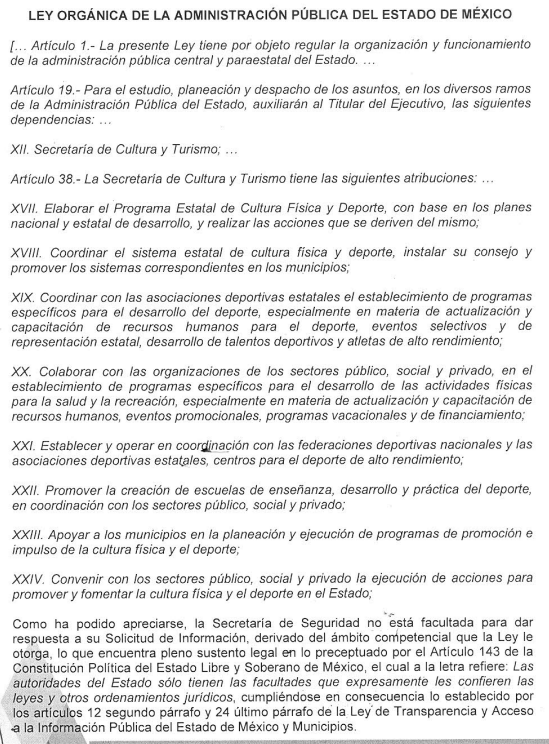 LEY ORGÁNICA DE LA ADMINISTRACIÓN PÚBLICA DEL ESTADO DE MÉXICO
[… Artículo 1.- La presente Ley tiene por objeto regular la organización y funcionamiento
de la administración pública central y paraestatal del Estado. …
Artículo 19.- Para el estudio, planeación y despacho de los asuntos, en los diversos ramos
de la Administración Pública del Estado, auxiliarán al Titular del Ejecutivo, las siguientes
dependencias: …
XII. Secretaría de Cultura y Turismo; …
Artículo 38.- La Secretaría de Cultura y Turismo tiene las siguientes atribuciones: …
XVII. Elaborar el Programa Estatal de Cultura Física y Deporte, con base en los planes
nacional y estatal de desarrollo, y realizar las acciones que se deriven del mismo;
XVIII. Coordinar el sistema estatal de cultura física y deporte, instalar su consejo y
promover los sistemas correspondientes en los municipios;
XIX. Coordinar con las asociaciones deportivas estatales el establecimiento de programas
específicos para el desarrollo del deporte, especialmente en materia de actualización y
capacitación de recursos humanos para el deporte, eventos selectivos y de
representación estatal, desarrollo de talentos deportivos y atletas de alto rendimiento;
XX. Colaborar con las organizaciones de los sectores público, social y privado, en el
establecimiento de programas específicos para el desarrollo de las actividades físicas
para la salud y la recreación, especialmente en materia de actualización y capacitación de
recursos humanos, eventos promocionales, programas vacacionales y de financiamiento;
XXI. Establecer y operar en coordinación con las federaciones deportivas nacionales y las
asociaciones deportivas estatales, centros para el deporte de alto rendimiento;
XXII. Promover la creación de escuelas de enseñanza, desarrollo y práctica del deporte,
en coordinación con los sectores público, social y privado;
XXIII. Apoyar a los municipios en la planeación y ejecución de programas de promoción e
impulso de la cultura física y el deporte;
XXIV. Convenir con los sectores público, social y privado la ejecución de acciones para
promover y fomentar la cultura física y el deporte en el Estado;
Como ha podido apreciarse, la Secretaría de Seguridad no está facultada para dar
respuesta a su Solicitud de Información, derivado del ámbito competencial que la Ley le
otorga, lo que encuentra pleno sustento legal en lo preceptuado por el Artículo 143 de la
Constitución Política del Estado Libre y Soberano de México, el cual a la letra refiere: Las
autoridades del Estado sólo tienen las facultades que expresamente les confieren las
leyes y otros ordenamientos jurídicos, cumpliéndose en consecuencia lo establecido por
los artículos 12 segundo párrafo y 24 último párrafo de la Ley de Transparencia y Acceso
a la Información Pública del Estado de México y Municipios.